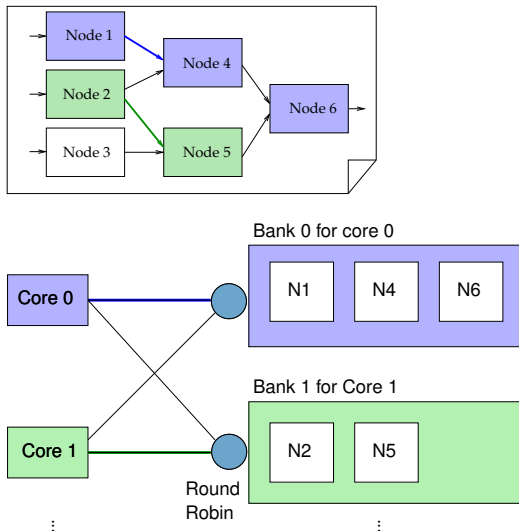 Node 1
Node 4
Node 2
Node 6
Node 3
Node 5
Bank 0 for core 0
Core 0
N1
N4
N6
Bank 1 for Core 1
Core 1
N2
N5
Round
Robin
...
...